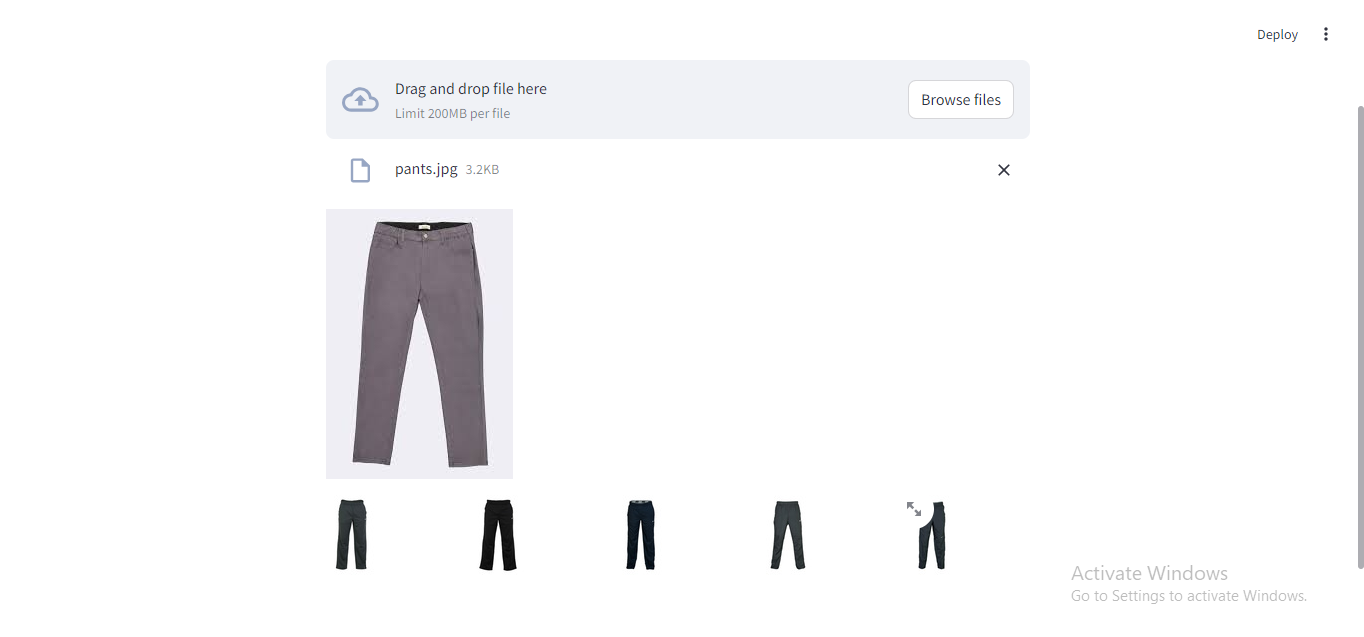 Deploy
Drag and drop file here
Limit 200MB per file
Browse files
pants.jpg 3.2KB
Activate Windows
Go to Settings to activate Windows.